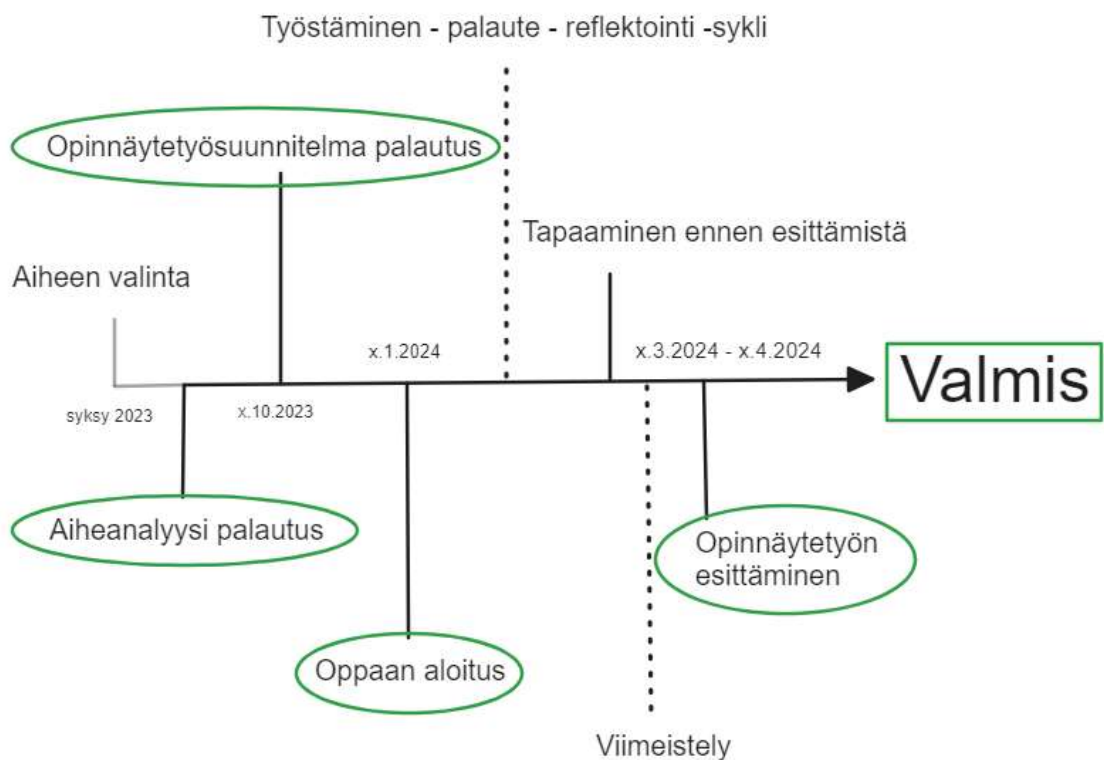 Työstäminen - palaute - reflektointi -sykli
Opinnäytetyösuunnitelma palautus
Tapaaminen ennen esittämistä
Aiheen valinta
x.1.2024
x.3.2024 - x.4.2024
Valmis
syksy 2023
x.10.2023
Aiheanalyysi palautus
Opinnäytetyön
esittäminen
Oppaan aloitus
Viimeistely